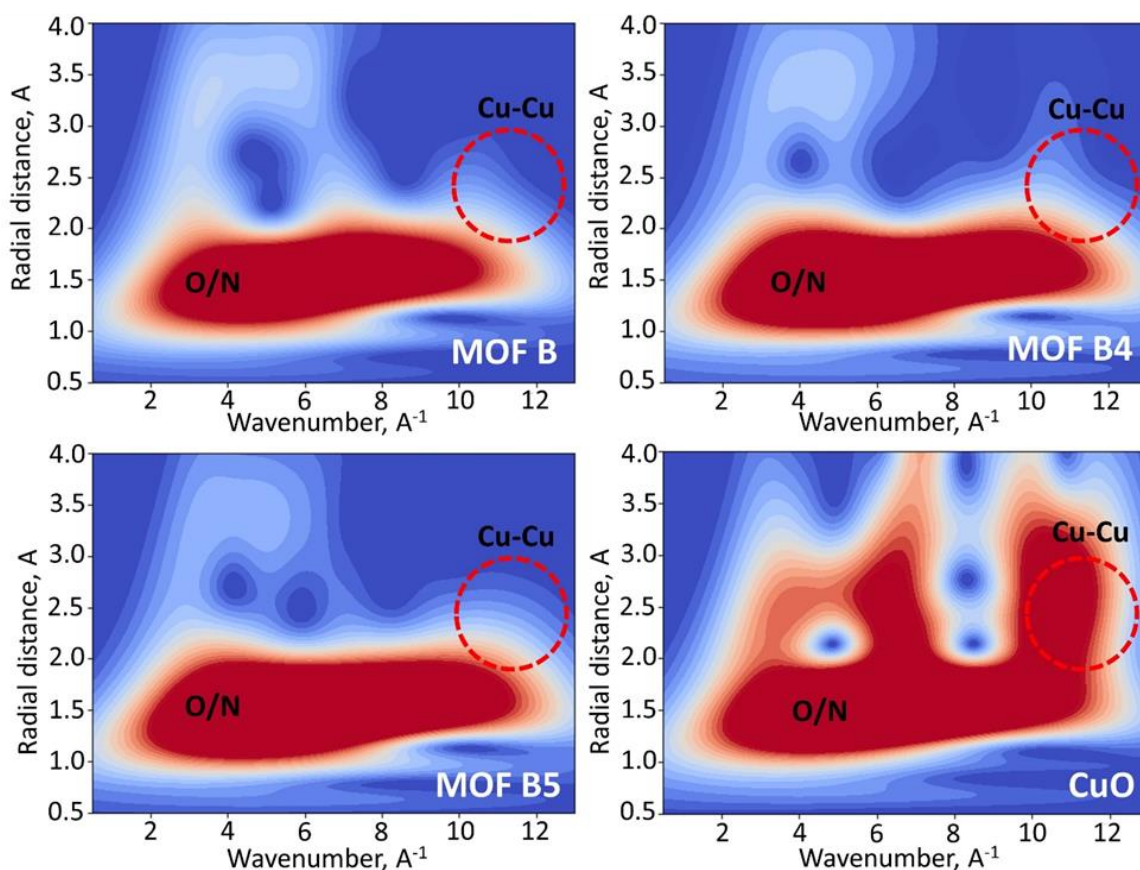 4.0
3.5
3.0
2.5
2.0
1.5
1.0
0.5
Radial distance, A
Cu-Cu
O/N
MOF B
2 4 6 8 10 12
Wavenumber, A-1
4.0
3.5
3.0
2.5
2.0
1.5
1.0
0.5
Radial distance, A
Cu-Cu
O/N
MOF B4
2 4 6 8 10 12
Wavenumber, A-1
4.0
3.5
3.0
2.5
2.0
1.5
1.0
0.5
Radial distance, A
Cu-Cu
O/N
MOF B5
2 4 6 8 10 12
Wavenumber, A-1
4.0
3.5
3.0
2.5
2.0
1.5
1.0
0.5
Radial distance, A
Cu-Cu
O/N
CuO
2 4 6 8 10 12
Wavenumber, A-1